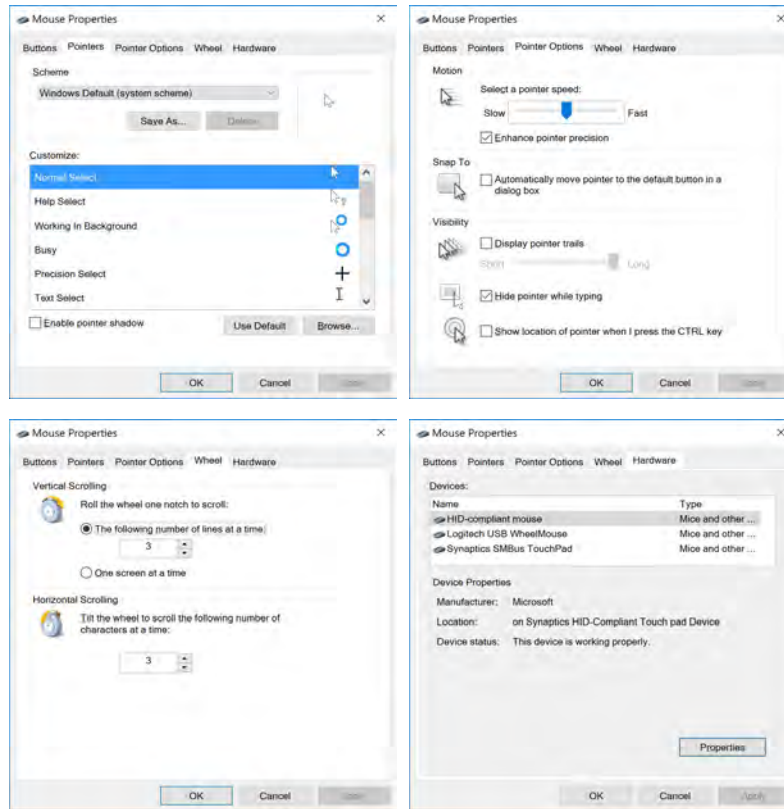 Mouse Properties
Buttons Pointers Pointer Options Wheel Hardware
Scheme
Windows Default (system scheme)
Save As... Delete
Customize:
Normal Select
Help Select
Working In Background
Busy
Precision Select
Text Select
Enable pointer shadow
Use Default Browse...
OK Cancel Apply
Mouse Properties
Buttons Pointers Pointer Options Wheel Hardware
Motion
Select a pointer speed:
Slow Fast
Enhance pointer precision
Snap To
Automatically move pointer to the default button in a
dialog box
Visibility
Display pointer trails
Short Long
Hide pointer while typing
Show location of pointer when I press the CTRL key
OK Cancel Apply
Mouse Properties
Buttons Pointers Pointer Options Wheel Hardware
Vertical Scrolling
Roll the wheel one notch to scroll:
The following number of lines at a time:
3
One screen at a time
Horizontal Scrolling
Tilt the wheel to scroll the following number of
characters at a time:
3
OK Cancel Apply
Mouse Properties
Buttons Pointers Pointer Options Wheel Hardware
Devices:
Name Type
HID-compliant mouse Mice and other ...
Logitech USB WheelMouse Mice and other ...
Synaptics SMBus TouchPad Mice and other ...
Device Properties
Manufacturer: Microsoft
Location: on Synaptics HID-Compliant Touch pad Device
Device status: This device is working properly.
Properties
OK Cancel Apply